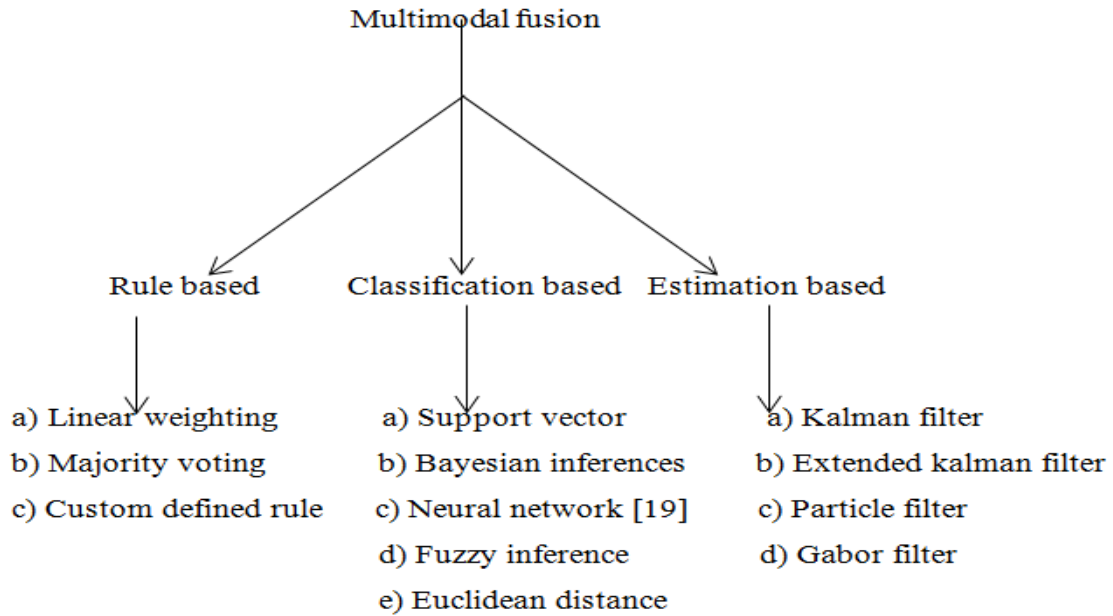 Multimodal fusion
Rule based
Classification based
Estimation based
a) Linear weighting
b) Majority voting
c) Custom defined rule
a) Support vector
b) Bayesian inferences
c) Neural network [19]
d) Fuzzy inference
e) Euclidean distance
a) Kalman filter
b) Extended kalman filter
c) Particle filter
d) Gabor filter